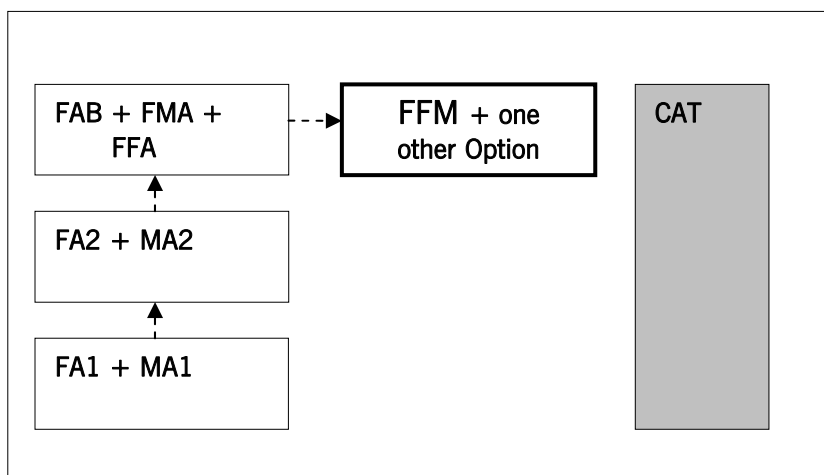 FAB + FMA +
FFA
FFM + one
other Option
CAT
FA2 + MA2
FA1 + MA1